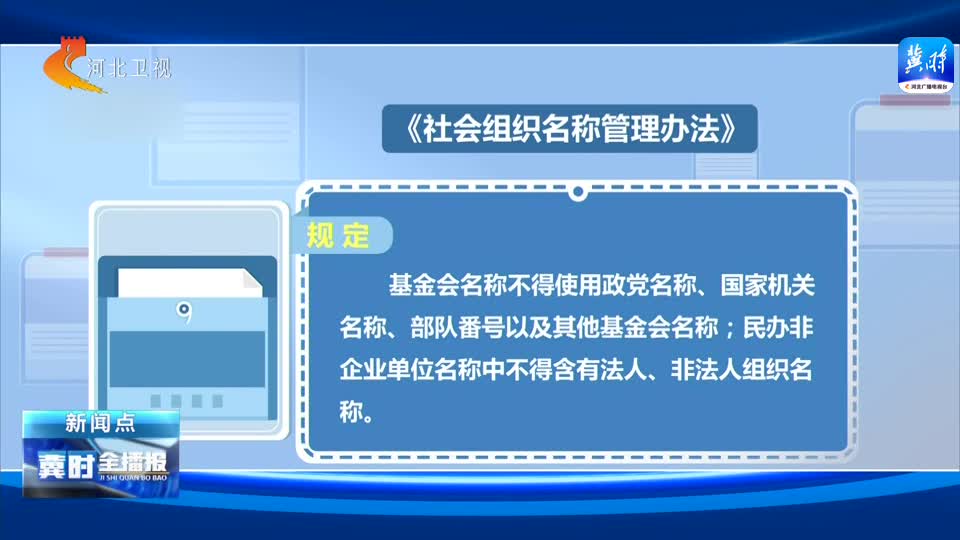 河北卫视
冀时
河北广播电视台
《社会组织名称管理办法》
规定
基金会名称不得使用政党名称、国家机关
名称、部队番号以及其他基金会名称；民办非
企业单位名称中不得含有法人、非法人组织名
称。
新闻点
冀时全播报
JI SHI QUAN BO BAO